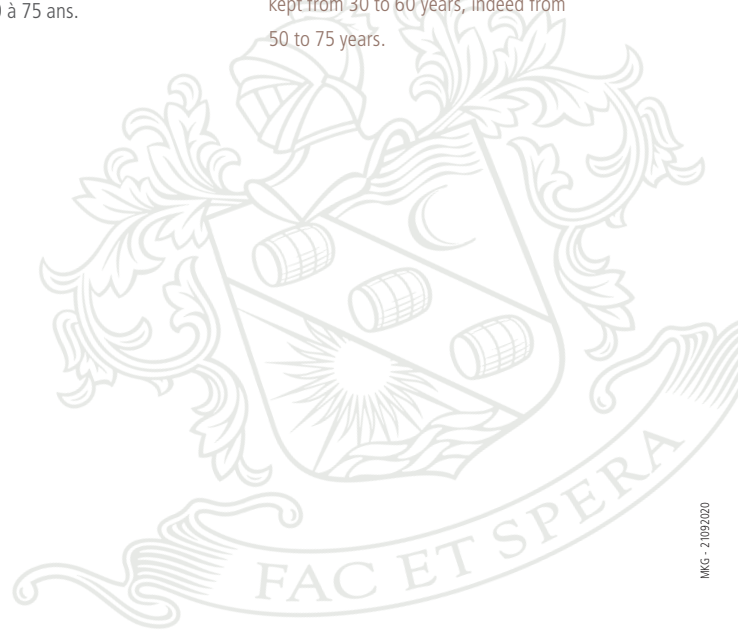 à 75 ans.
kept from 30 to 60 years, indeed from
50 to 75 years.
FAC ET SPERA
MKG - 21092020